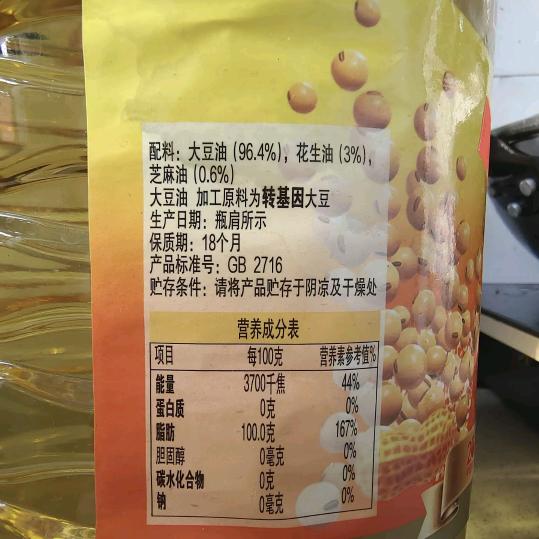 配料：大豆油 (96.4%)，花生油 (3%)，
芝麻油 (0.6%)
大豆油 加工原料为转基因大豆
生产日期：瓶肩所示
保质期：18个月
产品标准号：GB 2716
贮存条件：请将产品贮存于阴凉及干燥处
营养成分表
项目 每100克 营养素参考值%
能量 3700千焦 44%
蛋白质 0克 0%
脂肪 100.0克 167%
胆固醇 0毫克 0%
碳水化合物 0克 0%
钠 0毫克 0%